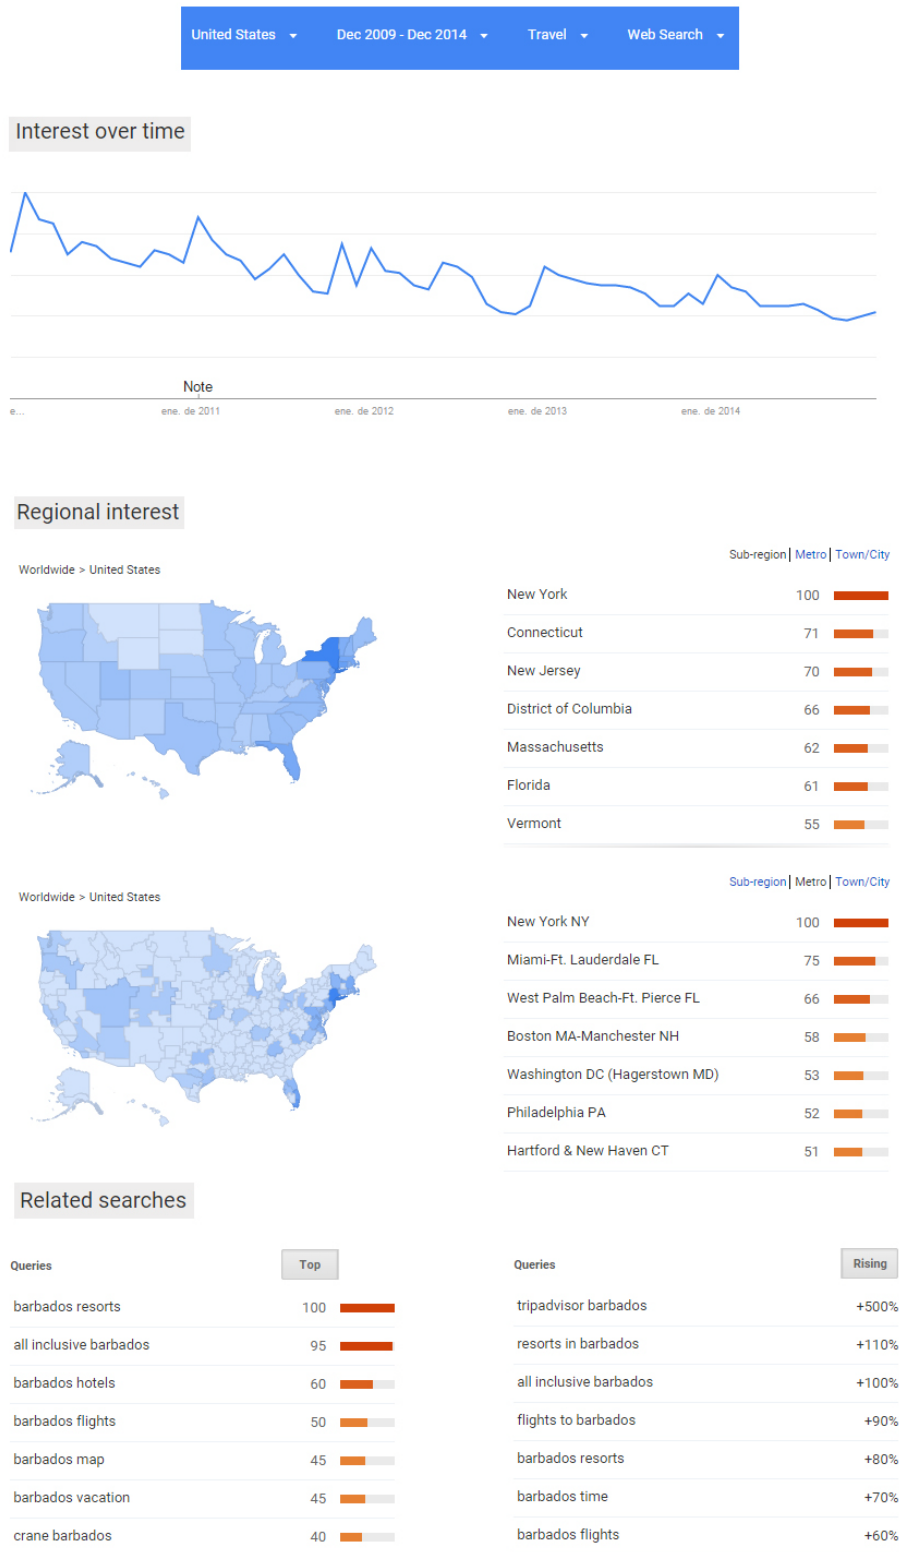 United States Dec 2009 - Dec 2014 Travel Web Search
Interest over time
Note
e... ene. de 2011 ene. de 2012 ene. de 2013 ene. de 2014
Regional interest
Sub-region | Metro | Town/City
Worldwide > United States
New York 100
Connecticut 71
New Jersey 70
District of Columbia 66
Massachusetts 62
Florida 61
Vermont 55
Sub-region | Metro | Town/City
Worldwide > United States
New York NY 100
Miami-Ft. Lauderdale FL 75
West Palm Beach-Ft. Pierce FL 66
Boston MA-Manchester NH 58
Washington DC (Hagerstown MD) 53
Philadelphia PA 52
Hartford & New Haven CT 51
Related searches
Queries Top
barbados resorts 100
all inclusive barbados 95
barbados hotels 60
barbados flights 50
barbados map 45
barbados vacation 45
crane barbados 40
Queries Rising
tripadvisor barbados +500%
resorts in barbados +110%
all inclusive barbados +100%
flights to barbados +90%
barbados resorts +80%
barbados time +70%
barbados flights +60%